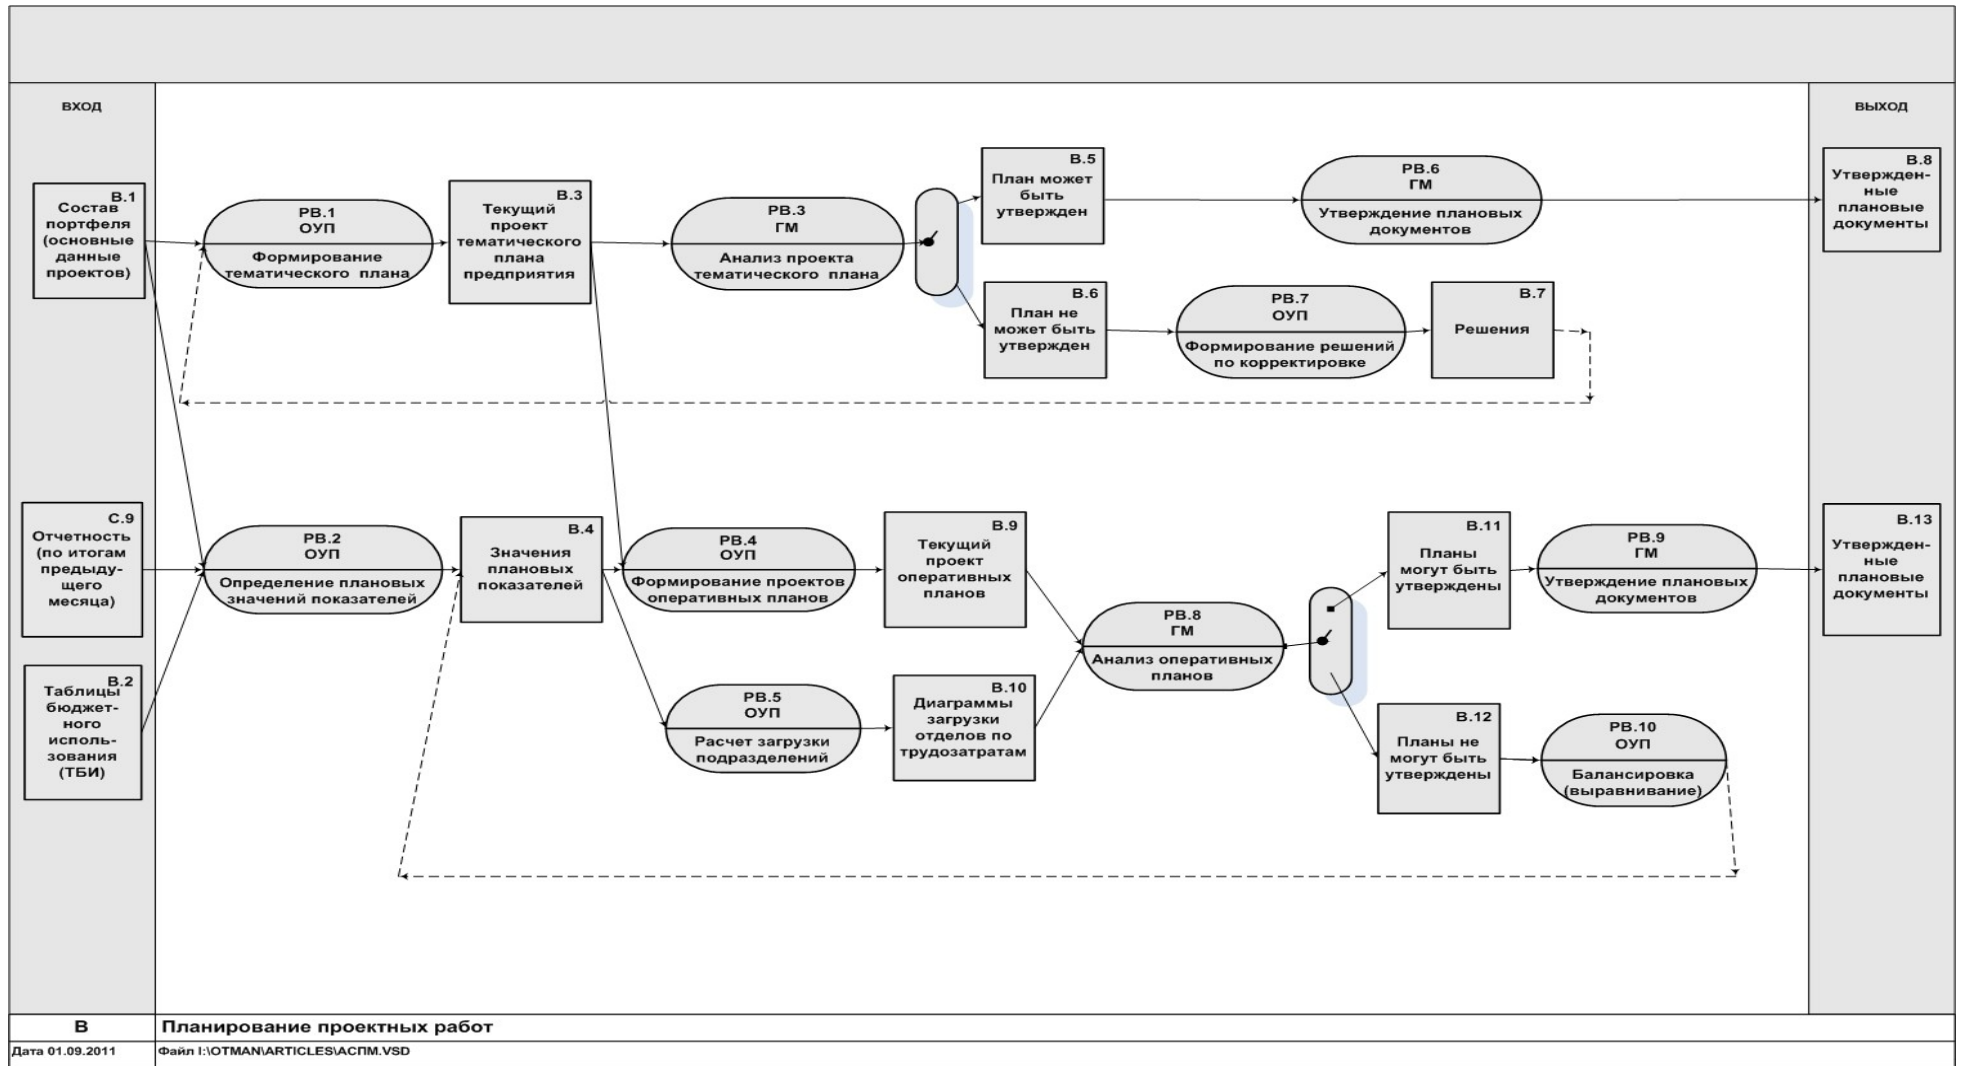 ВХОД
ВЫХОД
В.1
Состав
портфеля
(основные
данные
проектов)
РВ.1
ОУП
Формирование
тематического плана
В.3
Текущий
проект
тематического
плана
предприятия
РВ.3
ГМ
Анализ проекта
тематического плана
В.5
План может
быть
утвержден
РВ.6
ГМ
Утверждение плановых
документов
В.8
Утвержден-
ные
плановые
документы
В.6
План не
может быть
утвержден
РВ.7
ОУП
Формирование решений
по корректировке
В.7
Решения
С.9
Отчетность
(по итогам
предыду-
щего
месяца)
РВ.2
ОУП
Определение плановых
значений показателей
В.4
Значения
плановых
показателей
РВ.4
ОУП
Формирование проектов
оперативных планов
В.9
Текущий
проект
оперативных
планов
РВ.8
ГМ
Анализ оперативных
планов
В.11
Планы
могут быть
утверждены
РВ.9
ГМ
Утверждение плановых
документов
В.13
Утвержден-
ные
плановые
документы
В.2
Таблицы
бюджет-
ного
исполь-
зования
(ТБИ)
РВ.5
ОУП
Расчет загрузки
подразделений
В.10
Диаграммы
загрузки
отделов по
трудозатратам
В.12
Планы не
могут быть
утверждены
РВ.10
ОУП
Балансировка
(выравнивание)
В
Планирование проектных работ
Дата 01.09.2011
Файл I:\OTMAN\ARTICLES\АСПМ.VSD